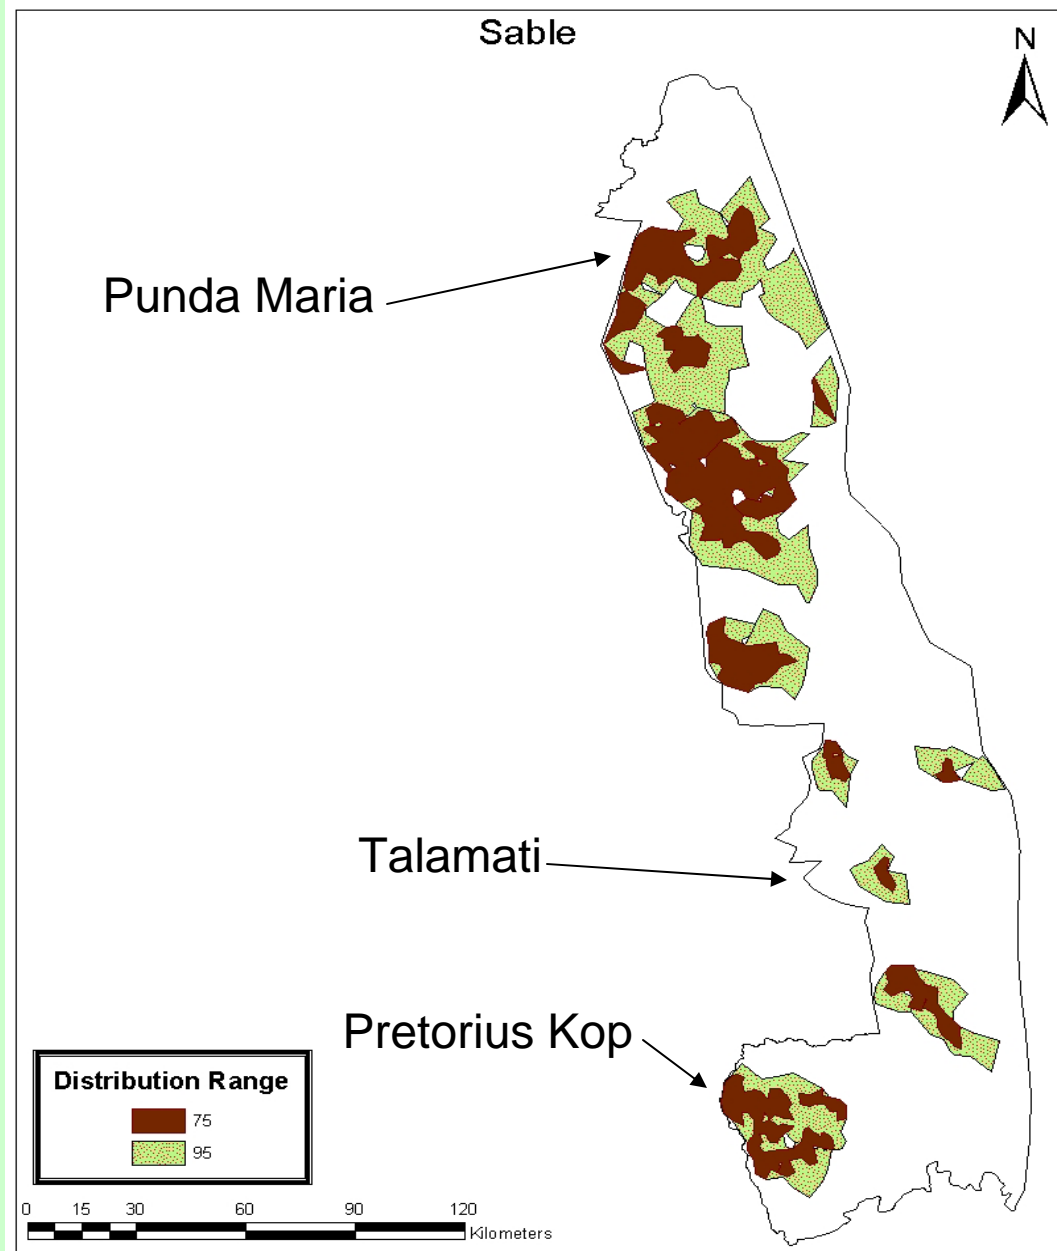 Sable
N
Punda Maria
Talamati
Pretorius Kop
Distribution Range
75
95
0 15 30 60 90 120
Kilometers